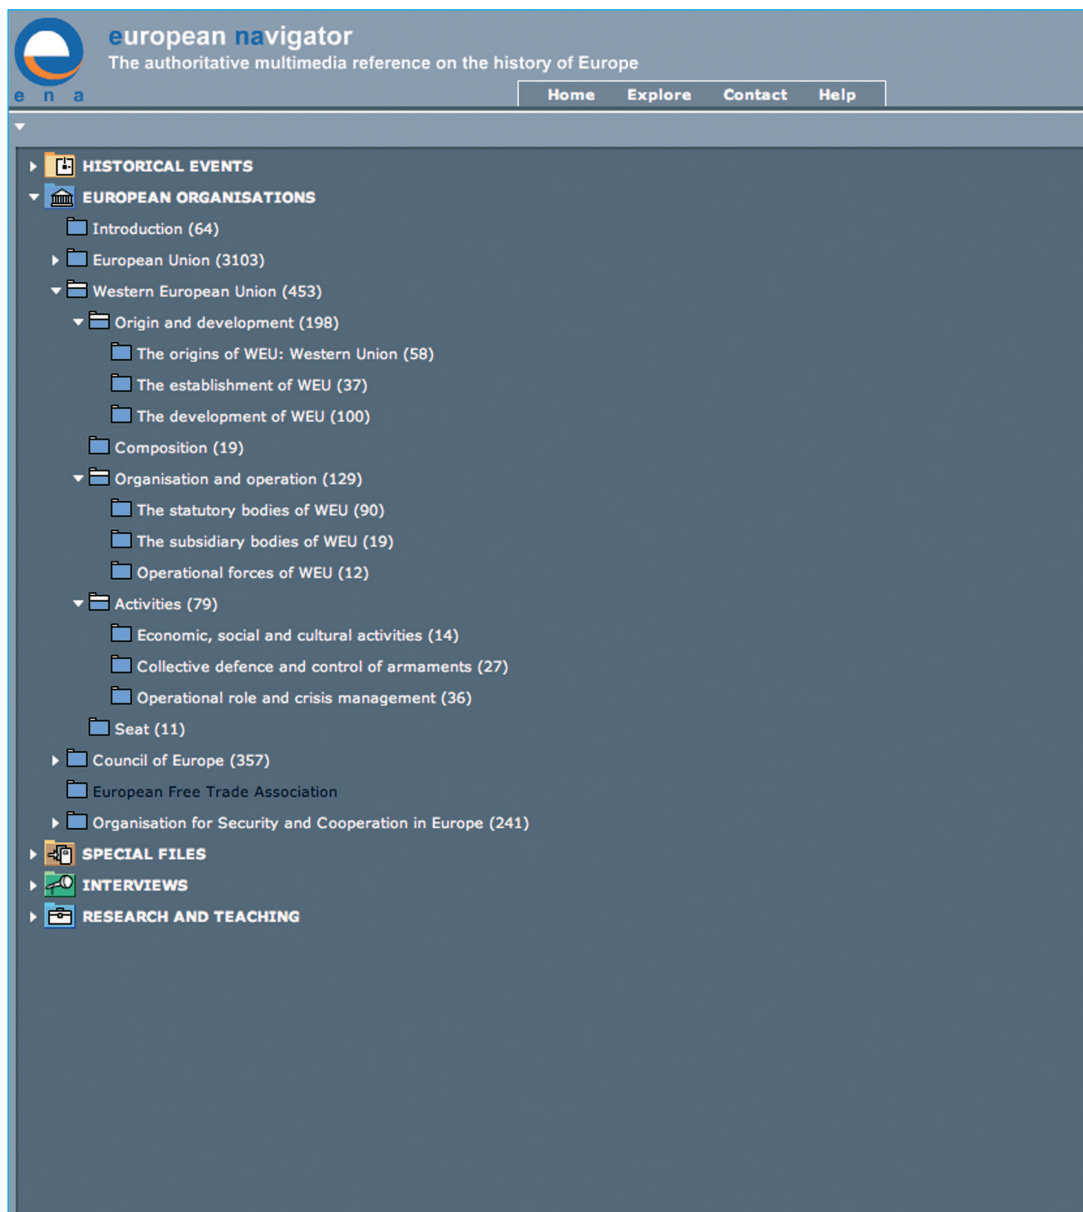 european navigator
The authoritative multimedia reference on the history of Europe
e n a
Home Explore Contact Help
HISTORICAL EVENTS
EUROPEAN ORGANISATIONS
Introduction (64)
European Union (3103)
Western European Union (453)
Origin and development (198)
The origins of WEU: Western Union (58)
The establishment of WEU (37)
The development of WEU (100)
Composition (19)
Organisation and operation (129)
The statutory bodies of WEU (90)
The subsidiary bodies of WEU (19)
Operational forces of WEU (12)
Activities (79)
Economic, social and cultural activities (14)
Collective defence and control of armaments (27)
Operational role and crisis management (36)
Seat (11)
Council of Europe (357)
European Free Trade Association
Organisation for Security and Cooperation in Europe (241)
SPECIAL FILES
INTERVIEWS
RESEARCH AND TEACHING